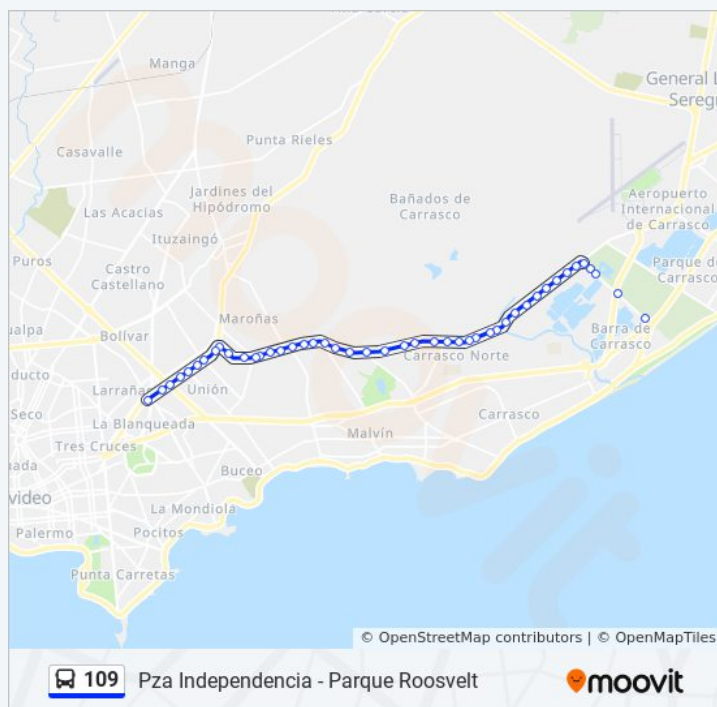 Manga
General L
Seregn
Punta Rieles
Casavalle
Jardines del
Hipódromo
Bañados de
Carrasco
Aeropuerto
Internacional
de Carrasco
Las Acacias
Ituzaingó
Puros
Castro
Castellano
Parque de
Carrasco
Maroñas
ualpa
Bolívar
Barra de
Carrasco
Carrasco Norte
ducto
Larraña
Unión
Seco
La Blanqueada
Carrasco
Malvín
Tres Cruces
uada
Buceo
video
La Mondiola
Palermo
Pocitos
Punta Carretas
moovit
© OpenStreetMap contributors | © OpenMapTiles
109 Pza Independencia - Parque Roosvelt
moovit